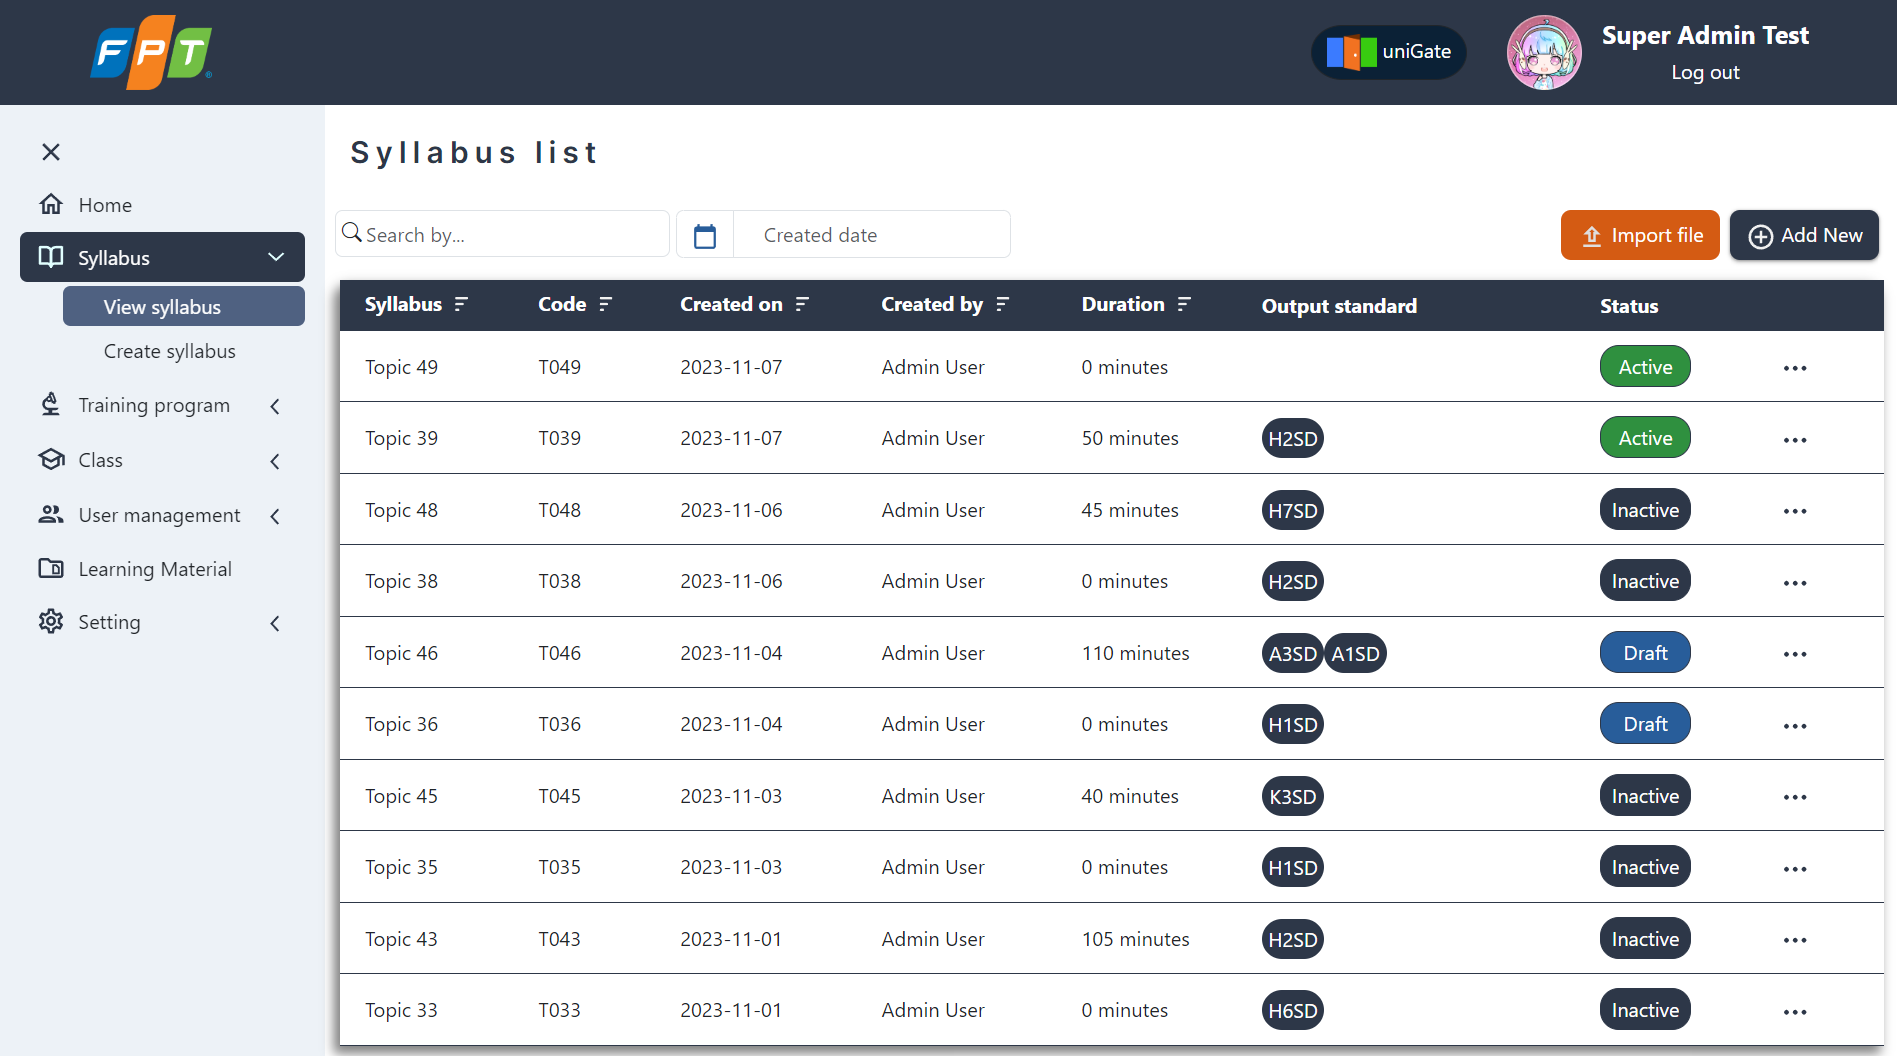 FPT
uniGate
Super Admin Test
Log out
Home
Syllabus
View syllabus
Create syllabus
Training program
Class
User management
Learning Material
Setting
Syllabus list
Search by...
Created date
Import file
Add New
Syllabus Code Created on Created by Duration Output standard Status
Topic 49 T049 2023-11-07 Admin User 0 minutes Active
Topic 39 T039 2023-11-07 Admin User 50 minutes H2SD Active
Topic 48 T048 2023-11-06 Admin User 45 minutes H7SD Inactive
Topic 38 T038 2023-11-06 Admin User 0 minutes H2SD Inactive
Topic 46 T046 2023-11-04 Admin User 110 minutes A3SD A1SD Draft
Topic 36 T036 2023-11-04 Admin User 0 minutes H1SD Draft
Topic 45 T045 2023-11-03 Admin User 40 minutes K3SD Inactive
Topic 35 T035 2023-11-03 Admin User 0 minutes H1SD Inactive
Topic 43 T043 2023-11-01 Admin User 105 minutes H2SD Inactive
Topic 33 T033 2023-11-01 Admin User 0 minutes H6SD Inactive